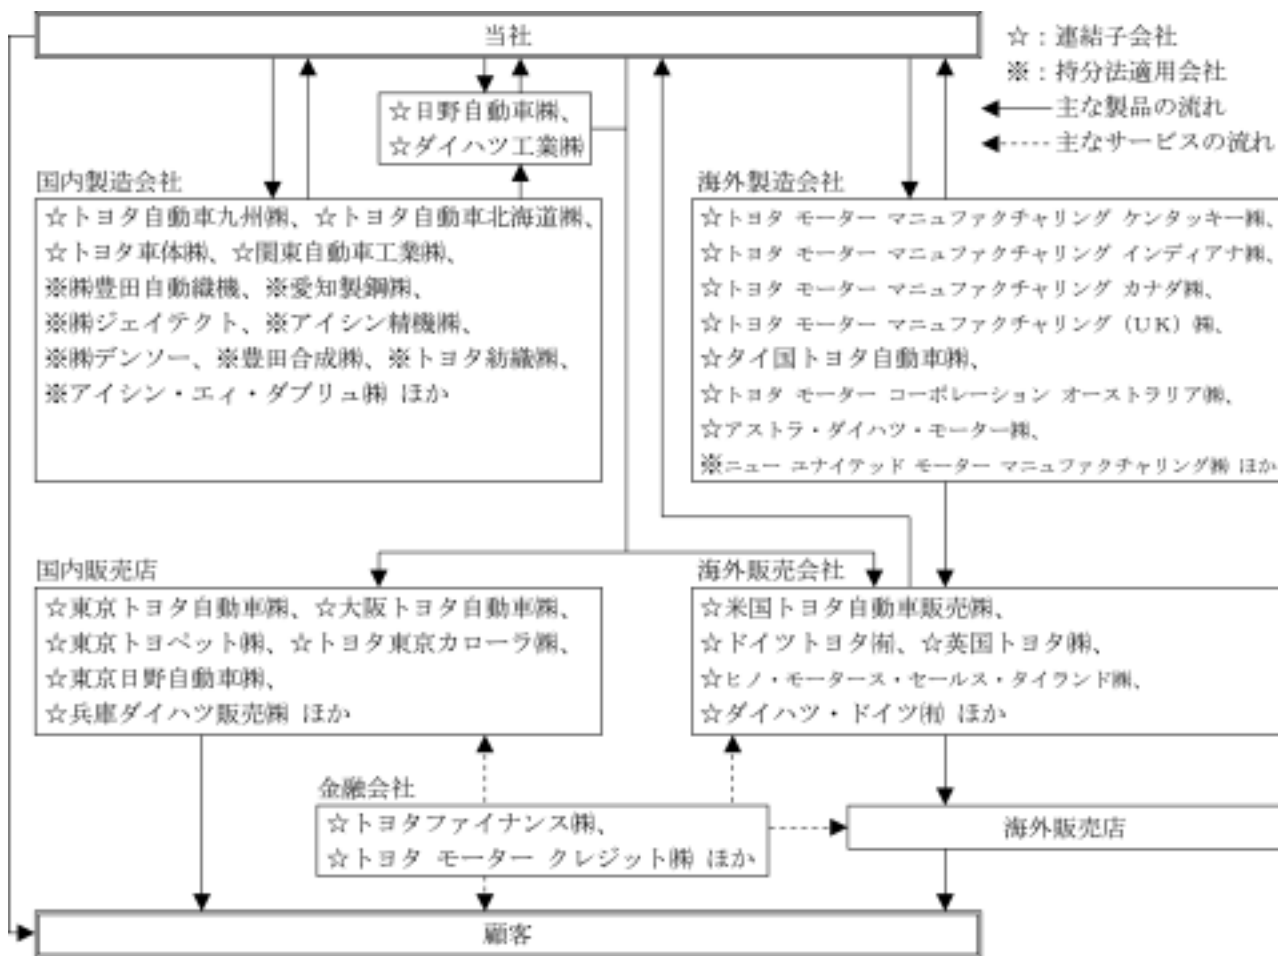 当社
☆：連結子会社
※：持分法適用会社
主な製品の流れ
主なサービスの流れ
☆日野自動車㈱、
☆ダイハツ工業㈱
国内製造会社
☆トヨタ自動車九州㈱、☆トヨタ自動車北海道㈱、
☆トヨタ車体㈱、☆関東自動車工業㈱、
※㈱豊田自動織機、※愛知製鋼㈱、
※㈱ジェイテクト、※アイシン精機㈱、
※㈱デンソー、※豊田合成㈱、※トヨタ紡織㈱、
※アイシン・エィ・ダブリュ㈱ ほか
海外製造会社
☆トヨタ モーター マニュファクチャリング ケンタッキー㈱、
☆トヨタ モーター マニュファクチャリング インディアナ㈱、
☆トヨタ モーター マニュファクチャリング カナダ㈱、
☆トヨタ モーター マニュファクチャリング（UK）㈱、
☆タイ国トヨタ自動車㈱、
☆トヨタ モーター コーポレーション オーストラリア㈱、
☆アストラ・ダイハツ・モーター㈱、
※ニュー ユナイテッド モーター マニュファクチャリング㈱ ほか
国内販売店
☆東京トヨタ自動車㈱、☆大阪トヨタ自動車㈱、
☆東京トヨペット㈱、☆トヨタ東京カローラ㈱、
☆東京日野自動車㈱、
☆兵庫ダイハツ販売㈱ ほか
海外販売会社
☆米国トヨタ自動車販売㈱、
☆ドイツトヨタ㈲、☆英国トヨタ㈱、
☆ヒノ・モータース・セールス・タイランド㈱、
☆ダイハツ・ドイツ㈲ ほか
金融会社
☆トヨタファイナンス㈱、
☆トヨタ モーター クレジット㈱ ほか
海外販売店
顧客